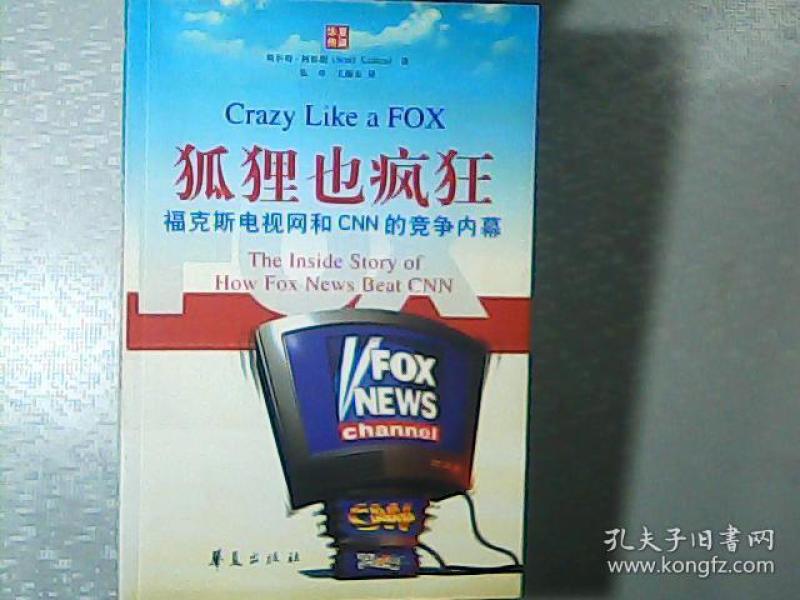 Crazy Like a FOX
狐狸也疯狂
福克斯电视网和CNN的竞争内幕
The Inside Story of
How Fox News Beat CNN
FOX
FOX
NEWS
channel
CNN
华夏出版社
孔夫子旧书网
www.kongfz.com